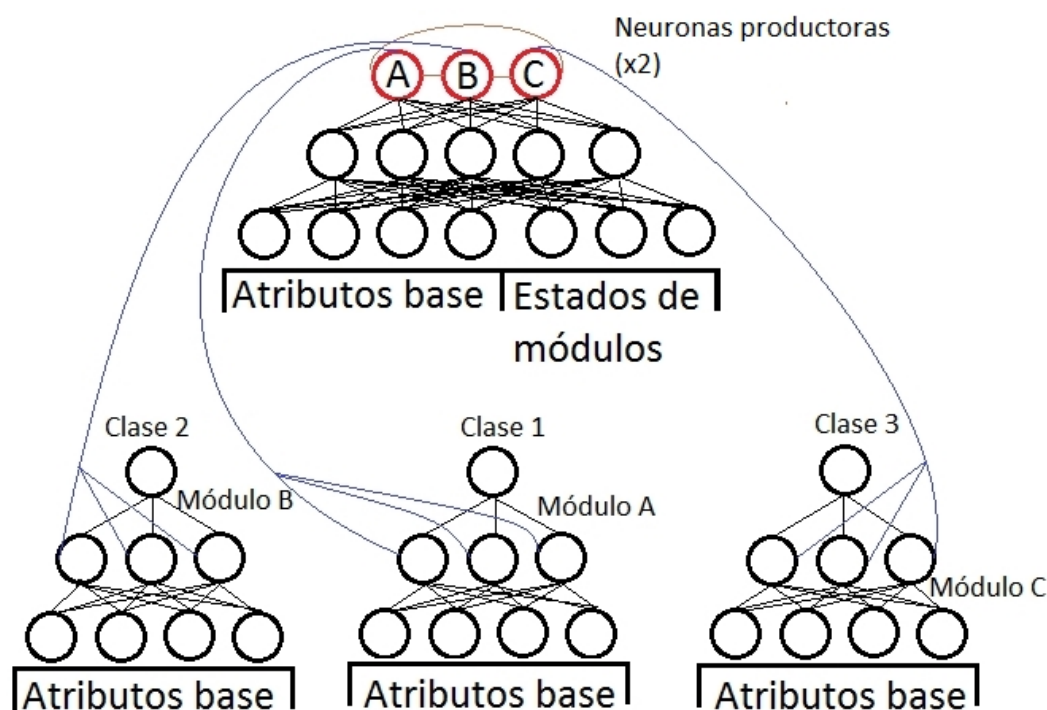 Neuronas productoras
(x2)
A B C
Atributos base
Estados de
módulos
Clase 2
Clase 1
Clase 3
Módulo B
Módulo A
Módulo C
Atributos base
Atributos base
Atributos base